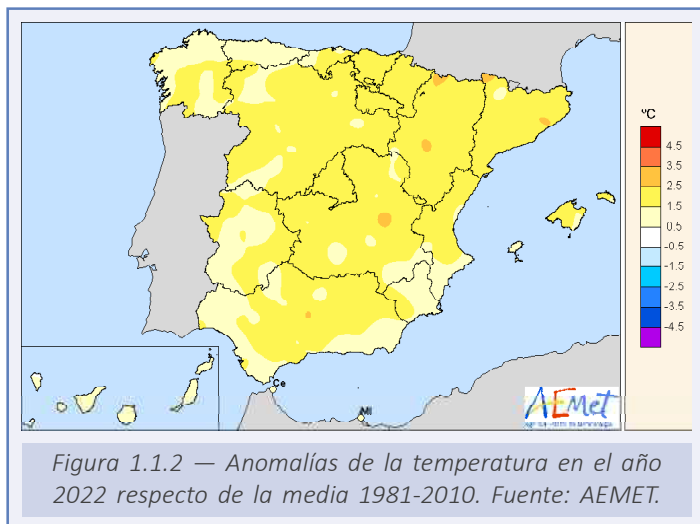 ºC
4.5
3.5
2.5
1.5
0.5
-0.5
-1.5
-2.5
-3.5
-4.5
Ce
Ml
AEMet
Figura 1.1.2 — Anomalías de la temperatura en el año
2022 respecto de la media 1981-2010. Fuente: AEMET.